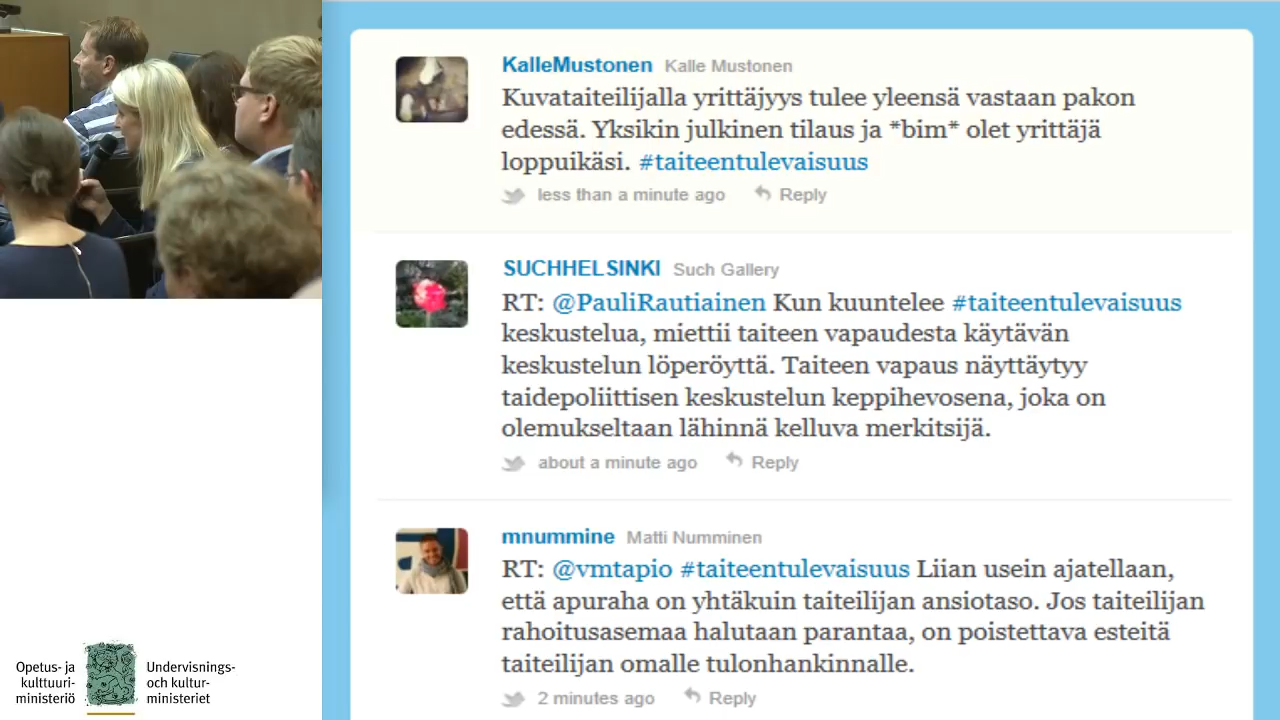 KalleMustonen Kalle Mustonen
Kuvataiteilijalla yrittäjyys tulee yleensä vastaan pakon
edessä. Yksikin julkinen tilaus ja *bim* olet yrittäjä
loppuikäsi. #taiteentulevaisuus
less than a minute ago Reply
SUCHHELSINKI Such Gallery
RT: @PauliRautiainen Kun kuuntelee #taiteentulevaisuus
keskustelua, miettii taiteen vapaudesta käytävän
keskustelun löperöyttä. Taiteen vapaus näyttäytyy
taidepoliittisen keskustelun keppihevosena, joka on
olemukseltaan lähinnä kelluva merkitsijä.
about a minute ago Reply
mnummine Matti Numminen
RT: @vmtapio #taiteentulevaisuus Liian usein ajatellaan,
että apuraha on yhtäkuin taiteilijan ansiotaso. Jos taiteilijan
rahoitusasemaa halutaan parantaa, on poistettava esteitä
taiteilijan omalle tulonhankinnalle.
2 minutes ago Reply
Opetus- ja
kulttuuri-
ministeriö
Undervisnings-
och kultur-
ministeriet